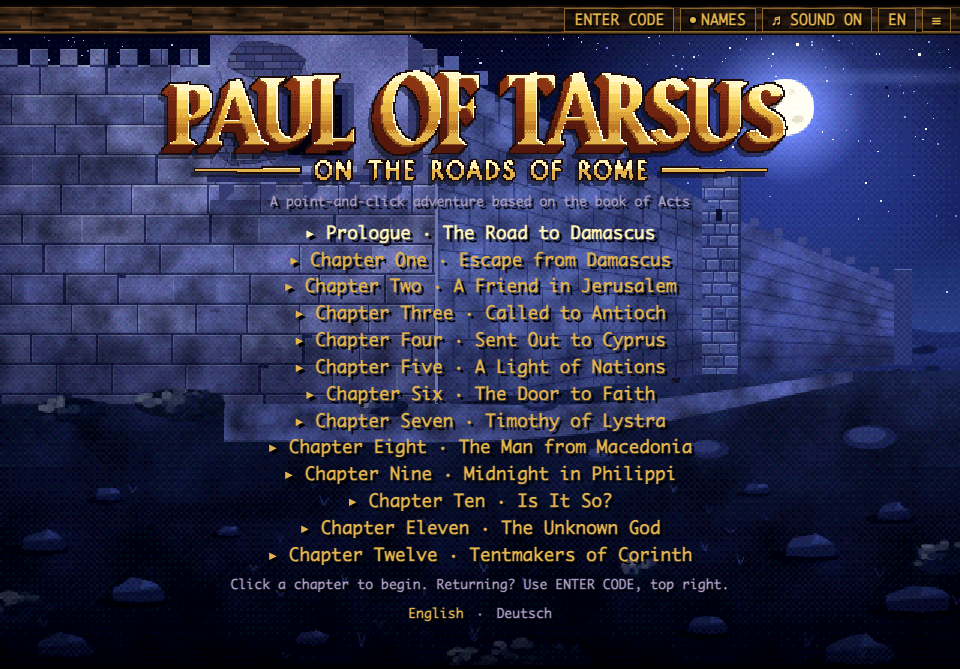 ENTER CODE ● NAMES ♬ SOUND ON EN ≡
PAUL OF TARSUS
ON THE ROADS OF ROME
A point-and-click adventure based on the book of Acts
▸ Prologue · The Road to Damascus
▸ Chapter One · Escape from Damascus
▸ Chapter Two · A Friend in Jerusalem
▸ Chapter Three · Called to Antioch
▸ Chapter Four · Sent Out to Cyprus
▸ Chapter Five · A Light of Nations
▸ Chapter Six · The Door to Faith
▸ Chapter Seven · Timothy of Lystra
▸ Chapter Eight · The Man from Macedonia
▸ Chapter Nine · Midnight in Philippi
▸ Chapter Ten · Is It So?
▸ Chapter Eleven · The Unknown God
▸ Chapter Twelve · Tentmakers of Corinth
Click a chapter to begin. Returning? Use ENTER CODE, top right.
English · Deutsch